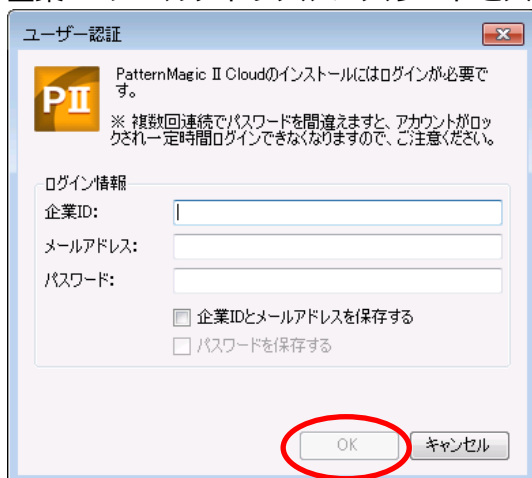 ユーザー認証
PII
PatternMagic II Cloudのインストールにはログインが必要で
す。
※ 複数回連続でパスワードを間違えますと、アカウントがロッ
クされ一定時間ログインできなくなりますので、ご注意ください。
ログイン情報
企業ID:
メールアドレス:
パスワード:
企業IDとメールアドレスを保存する
パスワードを保存する
OK
キャンセル